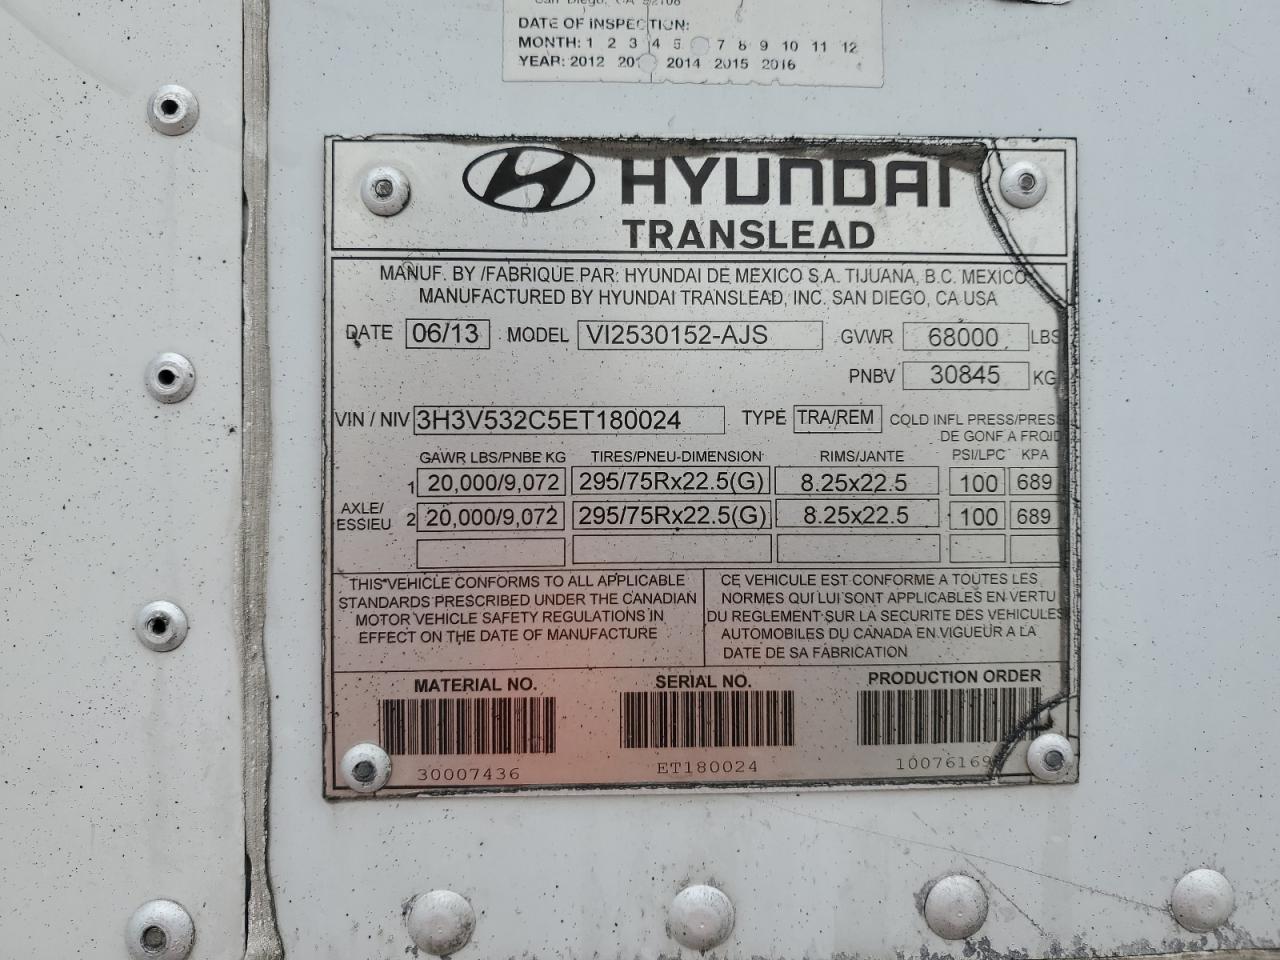 San Diego, CA 92108
DATE OF INSPECTION:
MONTH: 1 2 3 4 5 7 8 9 10 11 12
YEAR: 2012 2014 2015 2016
HYUNDAI
TRANSLEAD
MANUF. BY /FABRIQUE PAR: HYUNDAI DE MEXICO S.A. TIJUANA, B.C. MEXICO
MANUFACTURED BY HYUNDAI TRANSLEAD, INC. SAN DIEGO, CA USA
DATE 06/13 MODEL VI2530152-AJS GVWR 68000 LBS
PNBV 30845 KG
VIN / NIV 3H3V532C5ET180024 TYPE TRA/REM COLD INFL PRESS/PRESS
DE GONF A FROID
GAWR LBS/PNBE KG TIRES/PNEU-DIMENSION RIMS/JANTE PSI/LPC KPA
1 20,000/9,072 295/75Rx22.5(G) 8.25x22.5 100 689
AXLE/
ESSIEU 2 20,000/9,072 295/75Rx22.5(G) 8.25x22.5 100 689
THIS VEHICLE CONFORMS TO ALL APPLICABLE
STANDARDS PRESCRIBED UNDER THE CANADIAN
MOTOR VEHICLE SAFETY REGULATIONS IN
EFFECT ON THE DATE OF MANUFACTURE
CE VEHICULE EST CONFORME A TOUTES LES
NORMES QUI LUI SONT APPLICABLES EN VERTU
DU REGLEMENT SUR LA SECURITE DES VEHICULES
AUTOMOBILES DU CANADA EN VIGUEUR A LA
DATE DE SA FABRICATION
MATERIAL NO. SERIAL NO. PRODUCTION ORDER
30007436 ET180024 10076169